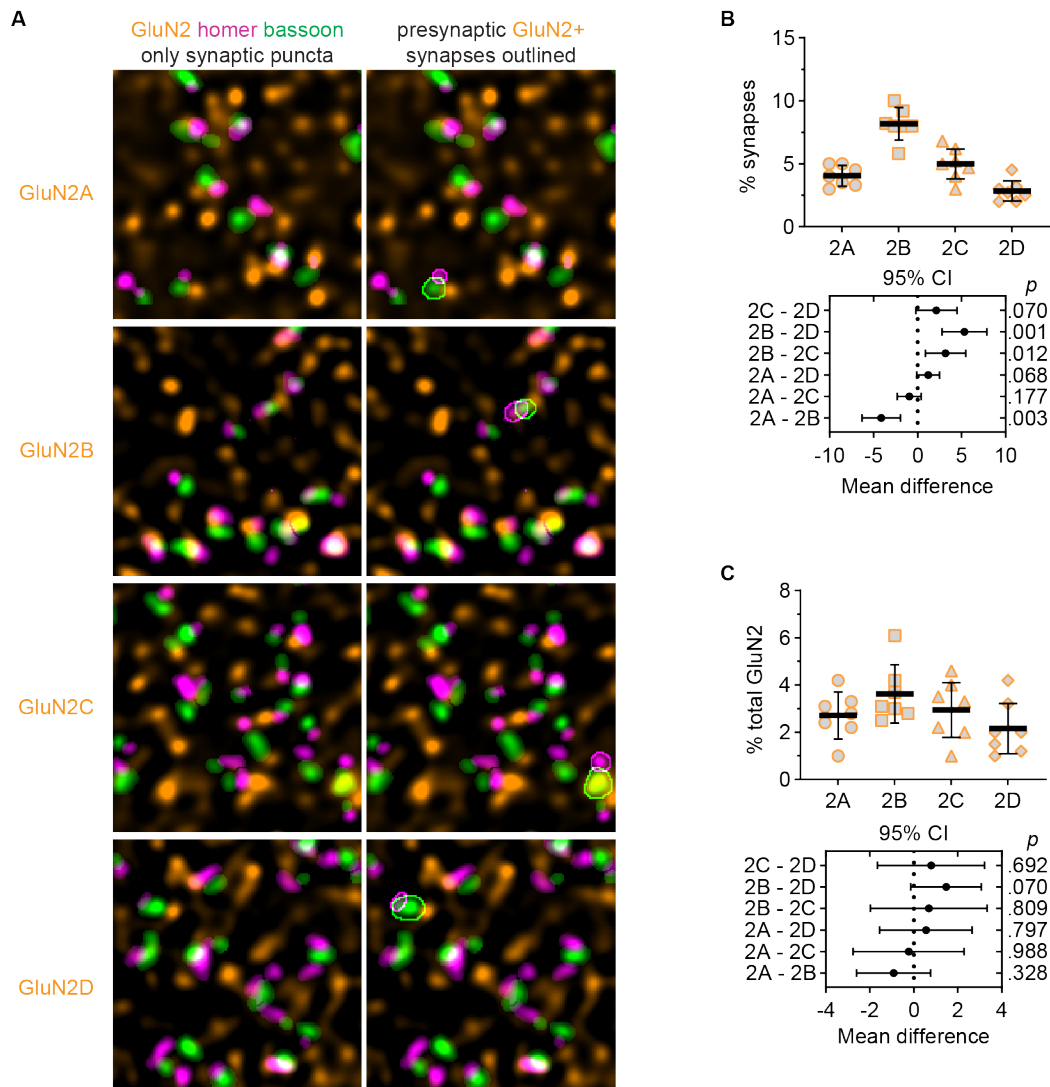 A
GluN2 homer bassoon
only synaptic puncta
presynaptic GluN2+
synapses outlined
GluN2A
GluN2B
GluN2C
GluN2D
B
% synapses
15
10
5
0
2A 2B 2C 2D
95% CI
p
2C - 2D .070
2B - 2D .001
2B - 2C .012
2A - 2D .068
2A - 2C .177
2A - 2B .003
-10 -5 0 5 10
Mean difference
C
% total GluN2
8
6
4
2
0
2A 2B 2C 2D
95% CI
p
2C - 2D .692
2B - 2D .070
2B - 2C .809
2A - 2D .797
2A - 2C .988
2A - 2B .328
-4 -2 0 2 4
Mean difference